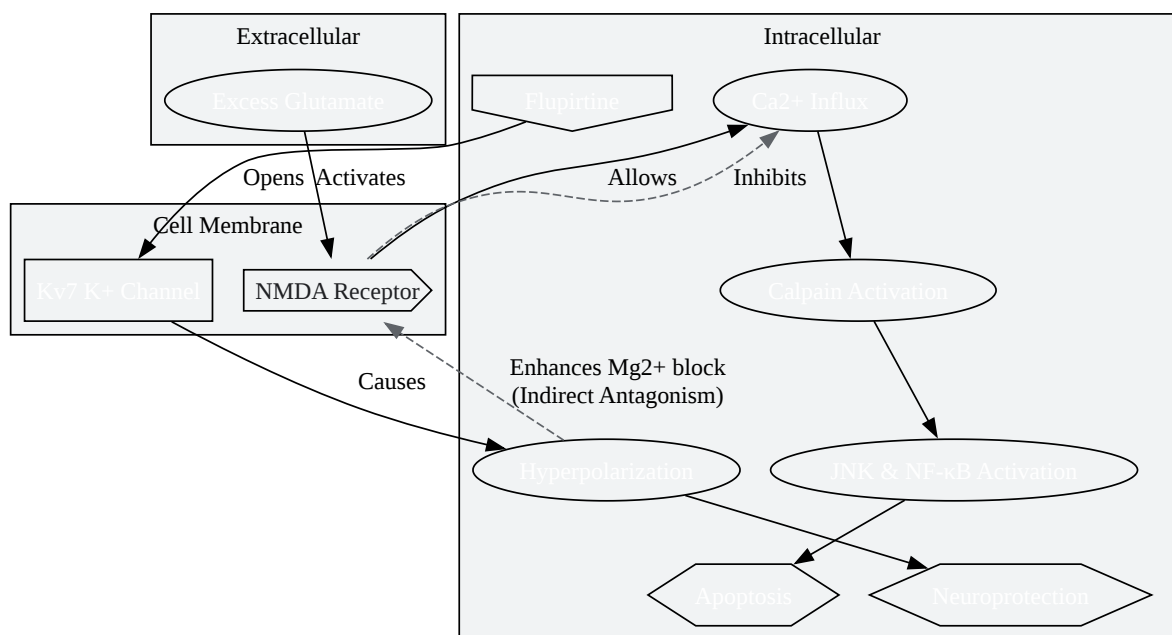 Extracellular
Intracellular
Excess Glutamate
Flupirtine
Ca2+ Influx
Opens
Activates
Allows
Inhibits
Cell Membrane
Kv7 K+ Channel
NMDA Receptor
Calpain Activation
Enhances Mg2+ block
(Indirect Antagonism)
Causes
Hyperpolarization
JNK & NF-κB Activation
Apoptosis
Neuroprotection